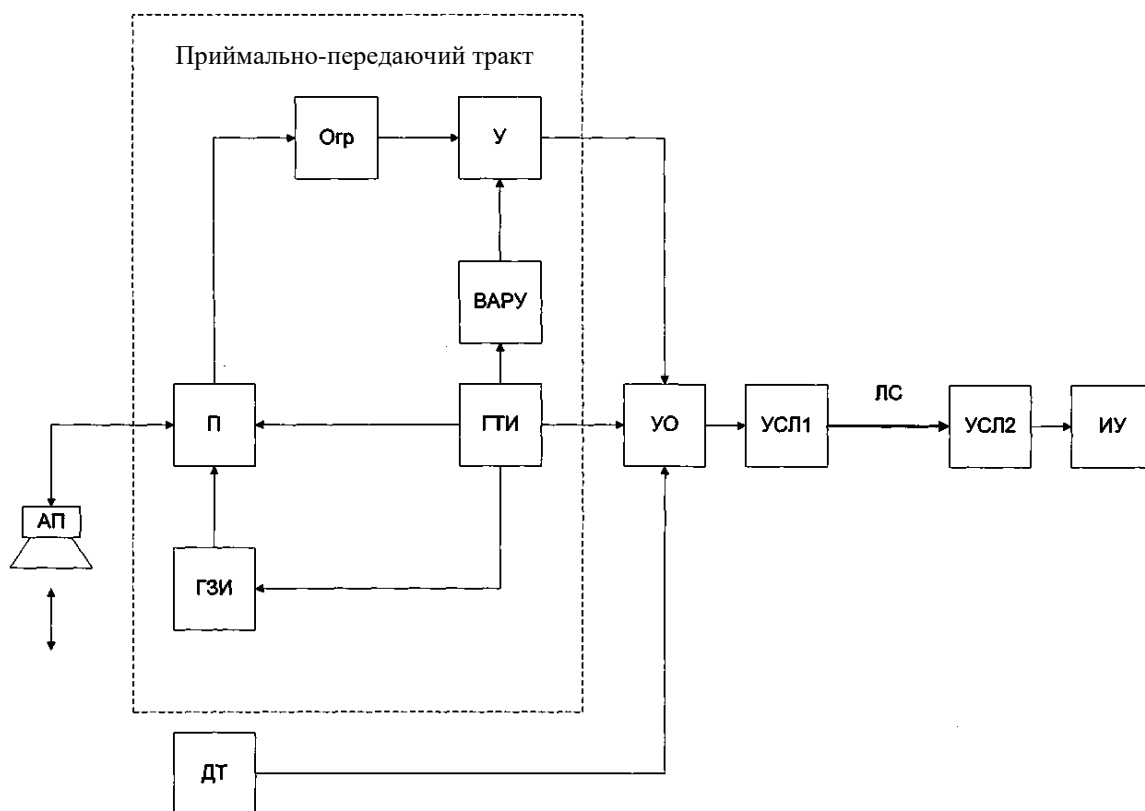 Приймально-передаючий тракт
Огр
У
ВАРУ
П
ГТИ
УО
УСЛ1
ЛС
УСЛ2
ИУ
АП
ГЗИ
ДТ